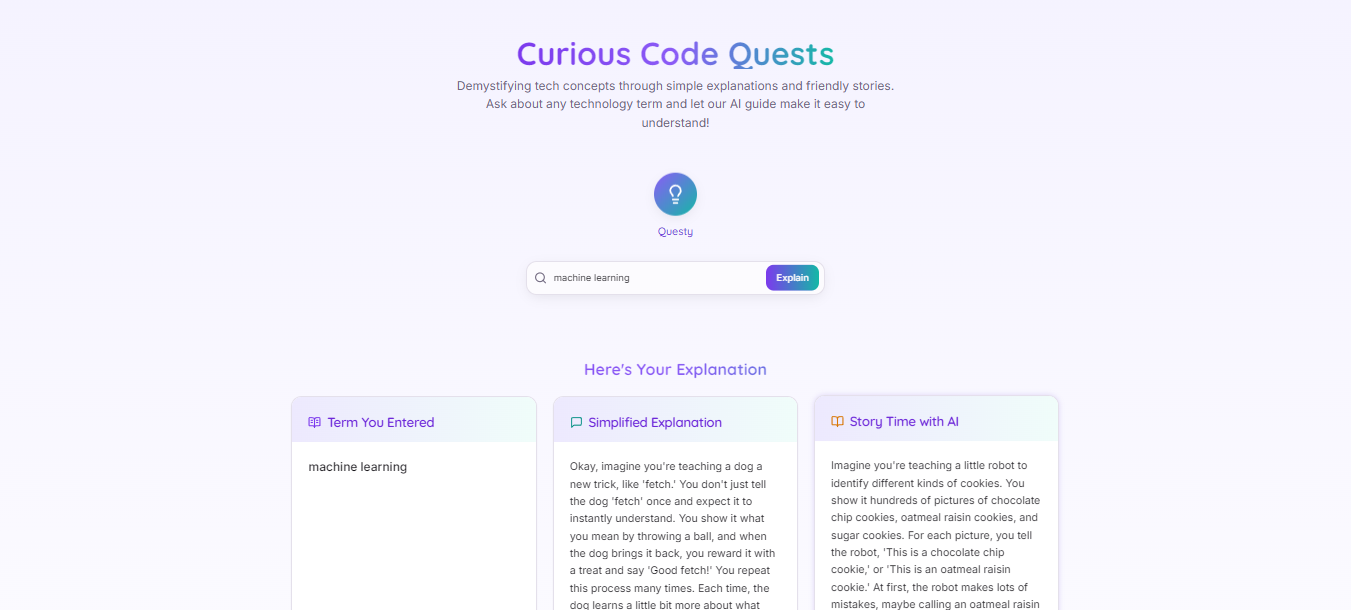 Curious Code Quests
Demystifying tech concepts through simple explanations and friendly stories.
Ask about any technology term and let our AI guide make it easy to
understand!
Questy
machine learning
Explain
Here's Your Explanation
Term You Entered
machine learning
Simplified Explanation
Okay, imagine you're teaching a dog a
new trick, like 'fetch.' You don't just tell
the dog 'fetch' once and expect it to
instantly understand. You show it what
you mean by throwing a ball, and when
the dog brings it back, you reward it with
a treat and say 'Good fetch!' You repeat
this process many times. Each time, the
dog learns a little bit more about what
Story Time with AI
Imagine you're teaching a little robot to
identify different kinds of cookies. You
show it hundreds of pictures of chocolate
chip cookies, oatmeal raisin cookies, and
sugar cookies. For each picture, you tell
the robot, 'This is a chocolate chip
cookie,' or 'This is an oatmeal raisin
cookie.' At first, the robot makes lots of
mistakes, maybe calling an oatmeal raisin